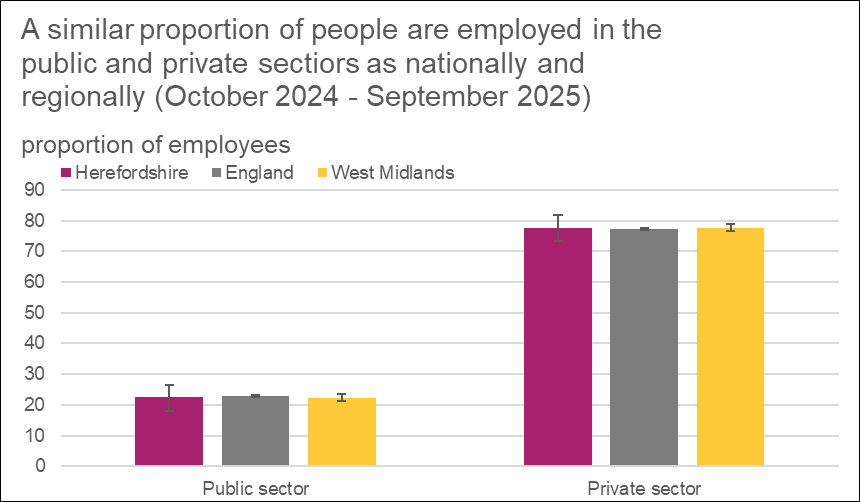 A similar proportion of people are employed in the
public and private sectiors as nationally and
regionally (October 2024 - September 2025)
proportion of employees
Herefordshire England West Midlands
90
80
70
60
50
40
30
20
10
0
Public sector Private sector